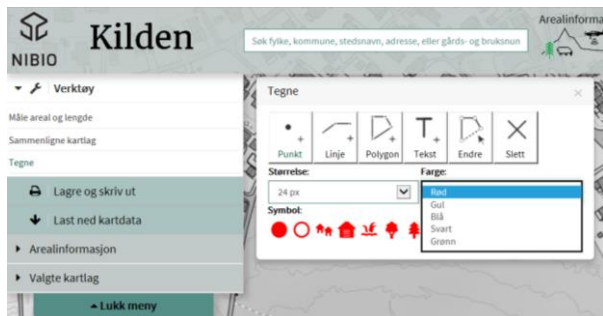 Kilden
Arealinforma
NIBIO
Søk fylke, kommune, stedsnavn, adresse, eller gårds- og bruksnun
Verktøy
Måle areal og lengde
Sammenligne kartlag
Tegne
Lagre og skriv ut
Last ned kartdata
Arealinformasjon
Valgte kartlag
Lukk meny
Tegne
Punkt Linje Polygon Tekst Endre Slett
Størrelse: Farge:
24 px
Rød
Gul
Blå
Svart
Grønn
Symbol: